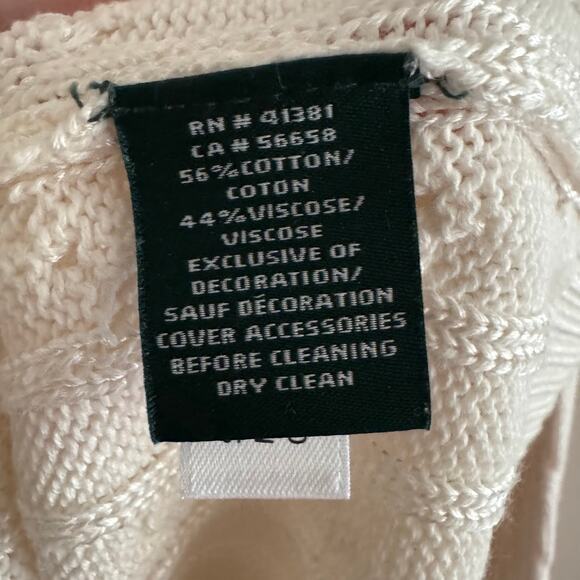 RN # 41381
CA # 56658
56%COTTON/
COTON
44%VISCOSE/
VISCOSE
EXCLUSIVE OF
DECORATION/
SAUF DÉCORATION
COVER ACCESSORIES
BEFORE CLEANING
DRY CLEAN